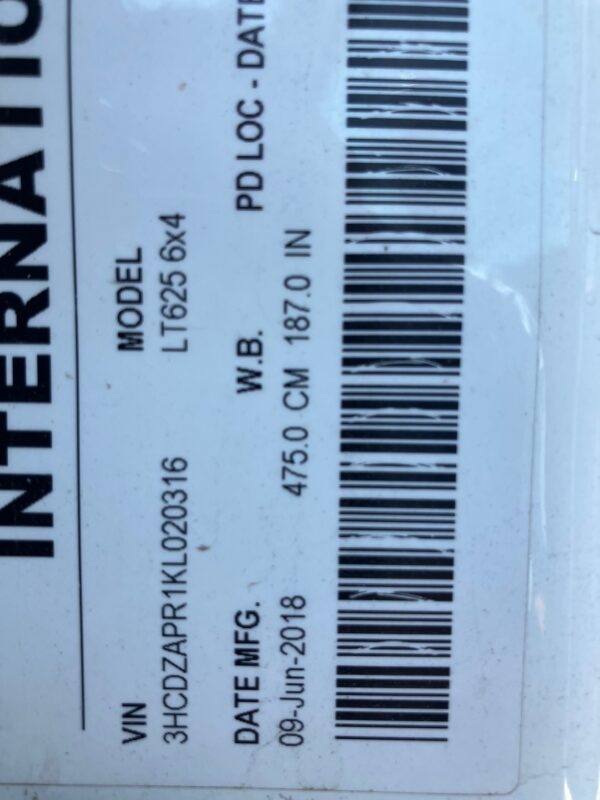 INTERNATIO
VIN MODEL
3HCDZAPR1KL020316 LT625 6x4
DATE MFG. W.B. PD LOC - DATE
09-Jun-2018 475.0 CM 187.0 IN